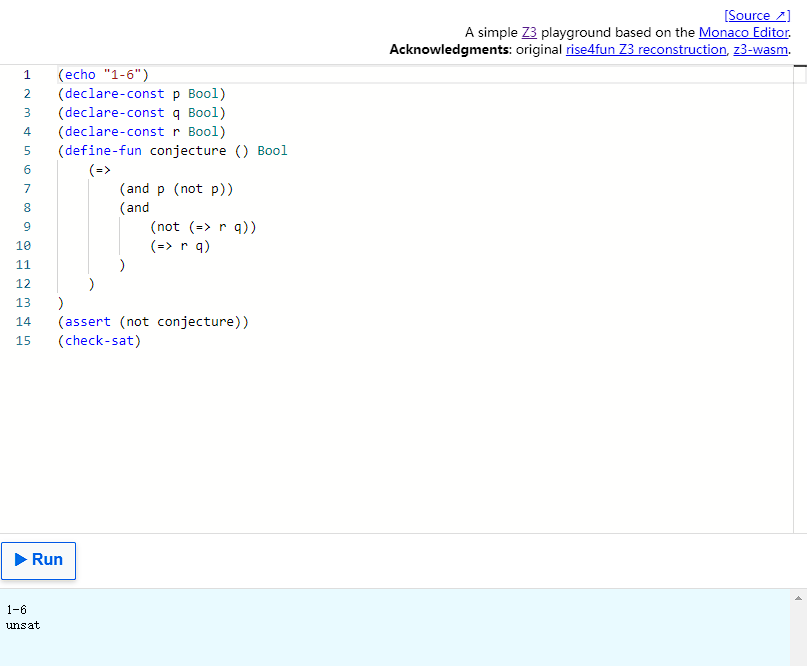 [Source ↗]
A simple Z3 playground based on the Monaco Editor.
Acknowledgments: original rise4fun Z3 reconstruction, z3-wasm.
1 (echo "1-6")
2 (declare-const p Bool)
3 (declare-const q Bool)
4 (declare-const r Bool)
5 (define-fun conjecture () Bool
6     (=>
7         (and p (not p))
8         (and
9             (not (=> r q))
10             (=> r q)
11         )
12     )
13 )
14 (assert (not conjecture))
15 (check-sat)
▶ Run
1-6
unsat